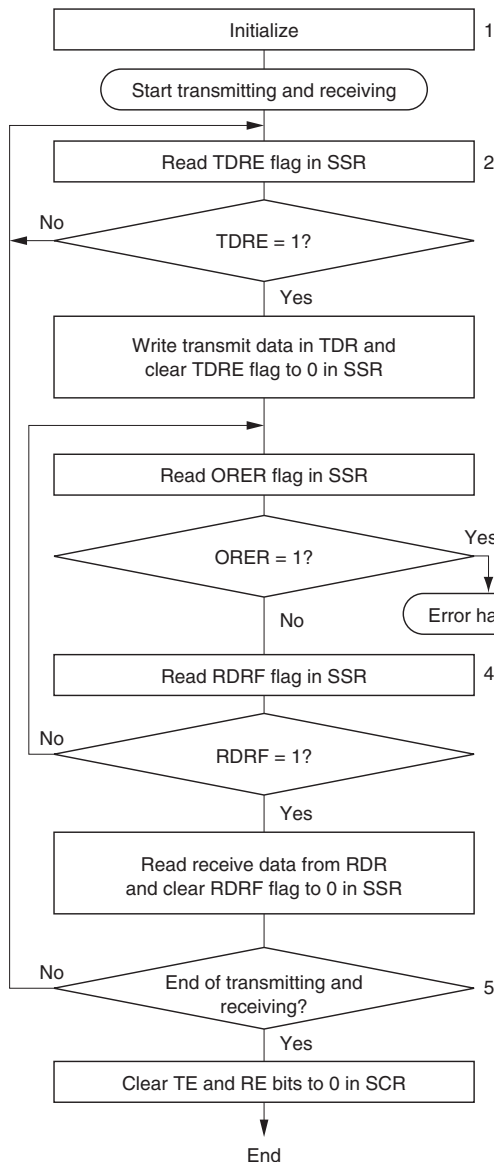 Initialize
1
Start transmitting and receiving
Read TDRE flag in SSR
2
No
TDRE = 1?
Yes
Write transmit data in TDR and
clear TDRE flag to 0 in SSR
Read ORER flag in SSR
Yes
ORER = 1?
Error
No
Read RDRF flag in SSR
4
No
RDRF = 1?
Yes
Read receive data from RDR
and clear RDRF flag to 0 in SSR
No
End of transmitting and
receiving?
5
Yes
Clear TE and RE bits to 0 in SCR
End